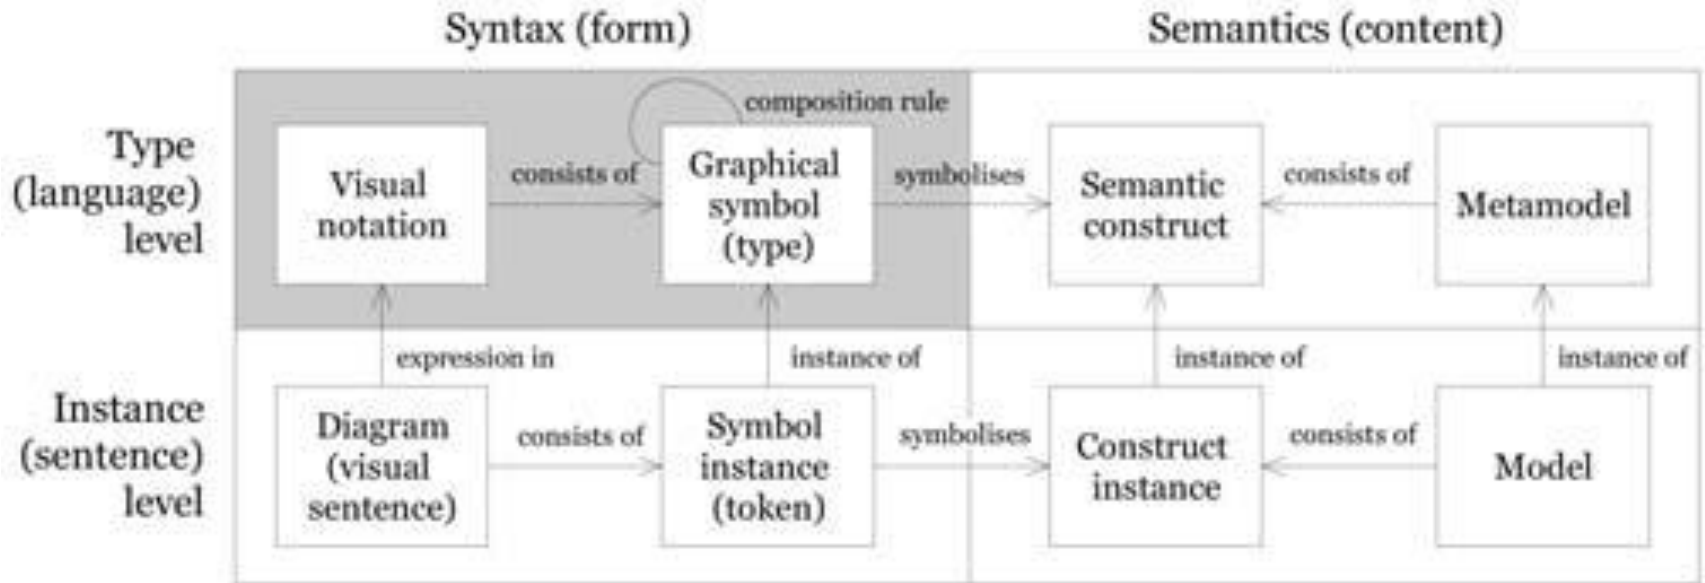 Syntax (form)
Semantics (content)
Type
(language)
level
composition rule
Visual
notation
consists of
Graphical
symbol
(type)
symbolises
Semantic
construct
consists of
Metamodel
expression in
instance of
instance of
instance of
Instance
(sentence)
level
Diagram
(visual
sentence)
consists of
Symbol
instance
(token)
symbolises
Construct
instance
consists of
Model